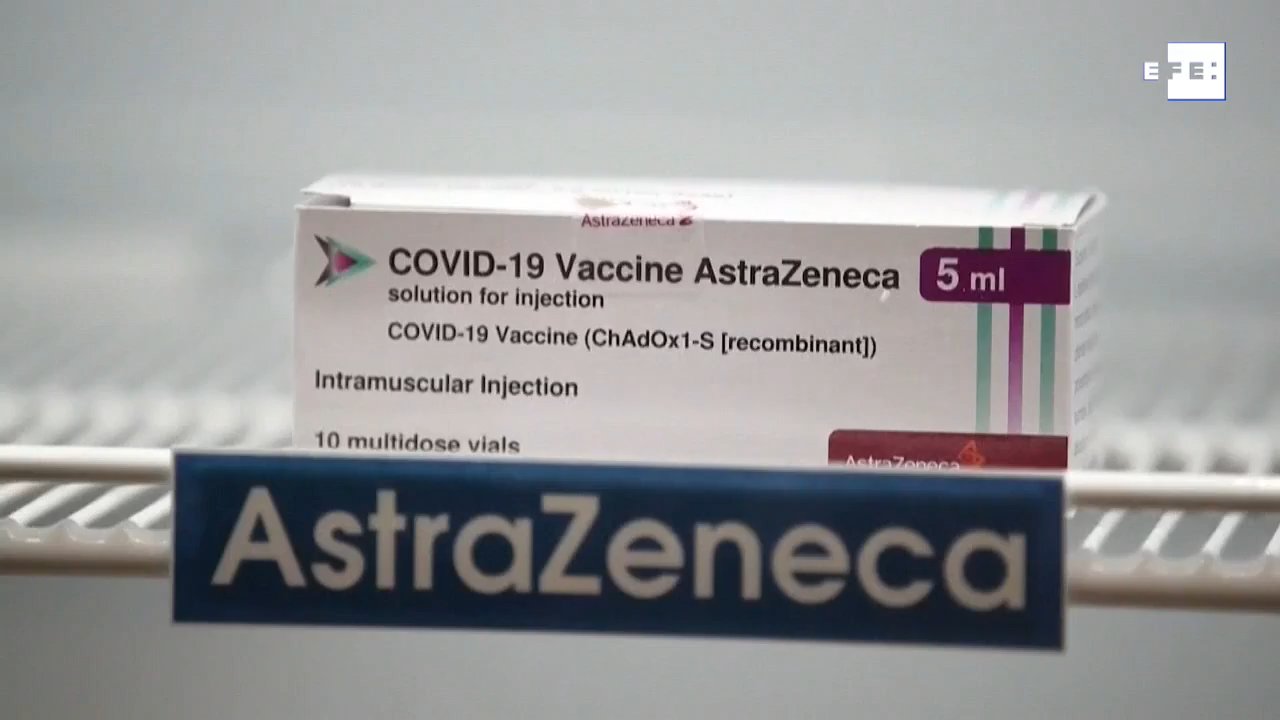 EFE:
AstraZeneca
COVID-19 Vaccine AstraZeneca
5 ml
solution for injection
COVID-19 Vaccine (ChAdOx1-S [recombinant])
Intramuscular Injection
10 multidose vials
AstraZeneca
AstraZeneca